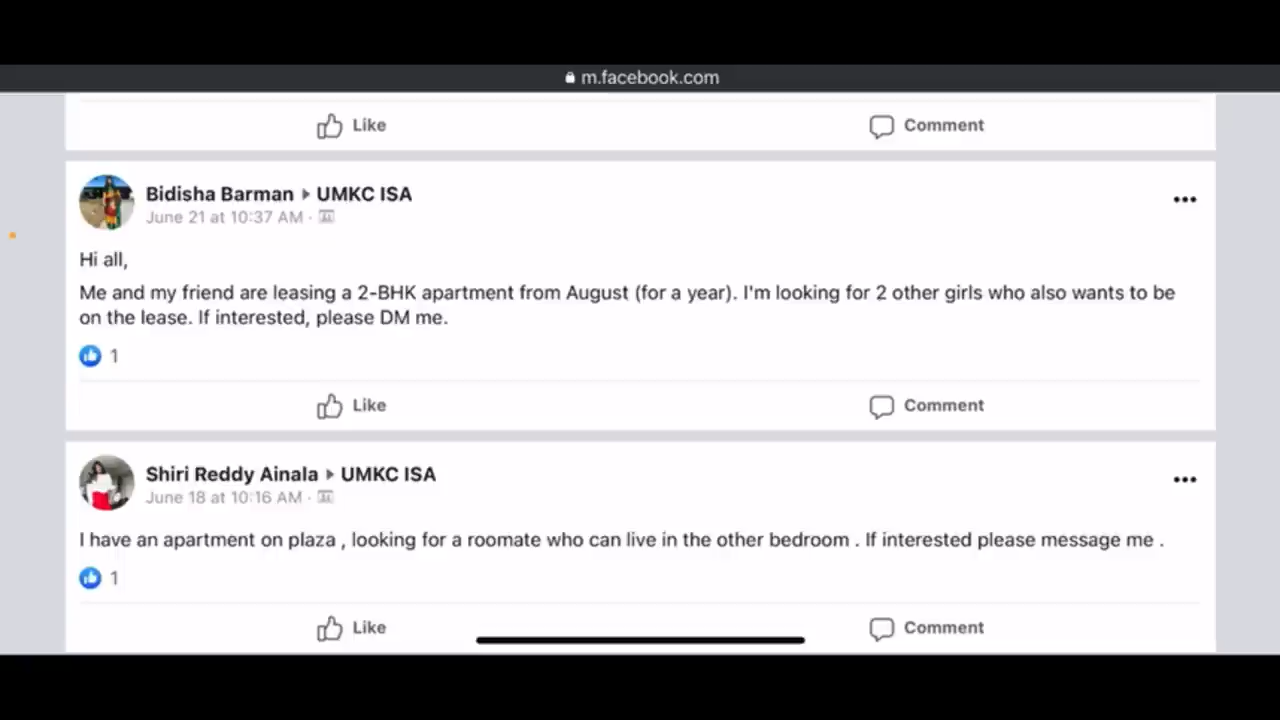 m.facebook.com
Like
Comment
Bidisha Barman ▸ UMKC ISA
June 21 at 10:37 AM ·
Hi all,
Me and my friend are leasing a 2-BHK apartment from August (for a year). I'm looking for 2 other girls who also wants to be
on the lease. If interested, please DM me.
1
Like
Comment
Shiri Reddy Ainala ▸ UMKC ISA
June 18 at 10:16 AM ·
I have an apartment on plaza , looking for a roomate who can live in the other bedroom . If interested please message me .
1
Like
Comment